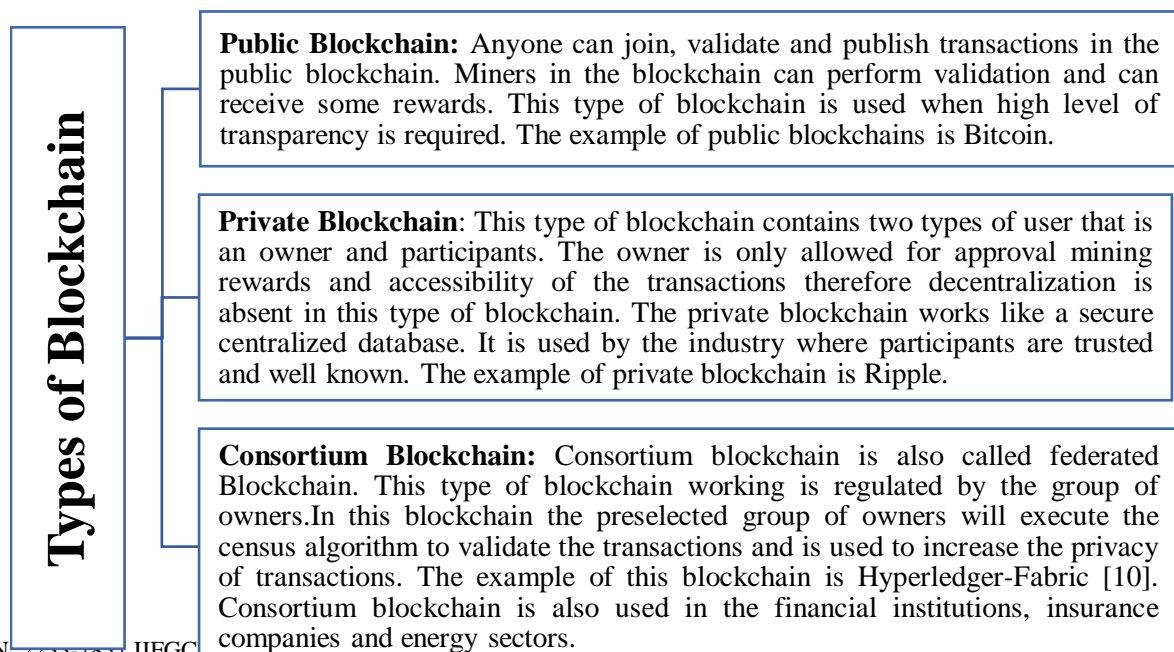 Types of Blockchain
Public Blockchain: Anyone can join, validate and publish transactions in the
public blockchain. Miners in the blockchain can perform validation and can
receive some rewards. This type of blockchain is used when high level of
transparency is required. The example of public blockchains is Bitcoin.
Private Blockchain: This type of blockchain contains two types of user that is
an owner and participants. The owner is only allowed for approval mining
rewards and accessibility of the transactions therefore decentralization is
absent in this type of blockchain. The private blockchain works like a secure
centralized database. It is used by the industry where participants are trusted
and well known. The example of private blockchain is Ripple.
Consortium Blockchain: Consortium blockchain is also called federated
Blockchain. This type of blockchain working is regulated by the group of
owners.In this blockchain the preselected group of owners will execute the
census algorithm to validate the transactions and is used to increase the privacy
of transactions. The example of this blockchain is Hyperledger-Fabric [10].
Consortium blockchain is also used in the financial institutions, insurance
companies and energy sectors.